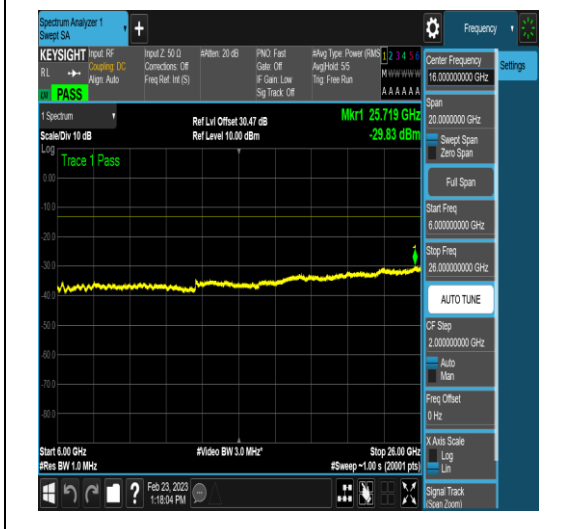 Spectrum Analyzer 1
Swept SA
+
Frequency
KEYSIGHT
RL
PASS
Input: RF
Coupling: DC
Align: Auto
Input Z: 50 Ω
Corrections: Off
Freq Ref: Int (S)
#Atten: 20 dB
PNO: Fast
Gate: Off
IF Gain: Low
Sig Track: Off
#Avg Type: Power (RMS
Avg|Hold: 5/5
Trig: Free Run
1 2 3 4 5 6
M W W W W W
A A A A A A
1 Spectrum
Scale/Div 10 dB
Ref Lvl Offset 30.47 dB
Ref Level 10.00 dBm
Mkr1 25.719 GHz
-29.83 dBm
Log
Trace 1 Pass
0.00
-10.0
-20.0
-30.0
-40.0
-50.0
-60.0
-70.0
-80.0
1
Start 6.00 GHz
#Res BW 1.0 MHz
#Video BW 3.0 MHz*
Stop 26.00 GHz
#Sweep ~1.00 s (20001 pts)
Center Frequency
16.000000000 GHz
Settings
Span
20.0000000 GHz
Swept Span
Zero Span
Full Span
Start Freq
6.000000000 GHz
Stop Freq
26.000000000 GHz
AUTO TUNE
CF Step
2.000000000 GHz
Auto
Man
Freq Offset
0 Hz
X Axis Scale
Log
Lin
Signal Track
(Span Zoom)
?
Feb 23, 2023
1:18:04 PM